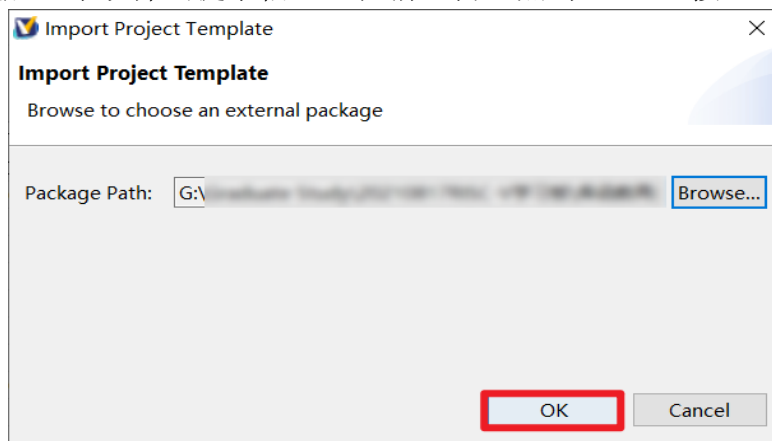 Import Project Template
Import Project Template
Browse to choose an external package
Package Path: G:\ Browse...
OK Cancel